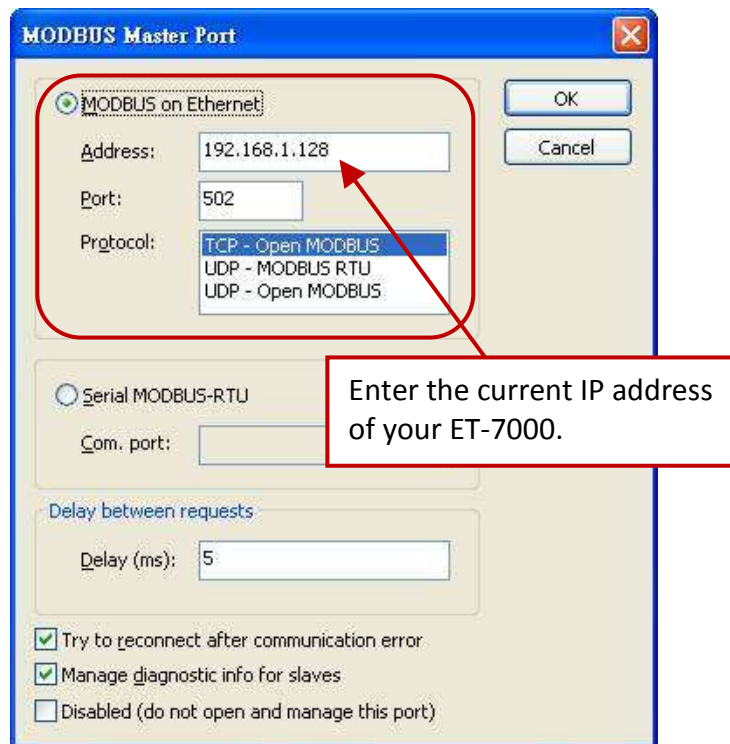 MODBUS Master Port
MODBUS on Ethernet
OK
Address:
192.168.1.128
Cancel
Port:
502
Protocol:
TCP - Open MODBUS
UDP - MODBUS RTU
UDP - Open MODBUS
Serial MODBUS-RTU
Enter the current IP address
of your ET-7000.
Com. port:
Delay between requests
Delay (ms):
5
Try to reconnect after communication error
Manage diagnostic info for slaves
Disabled (do not open and manage this port)